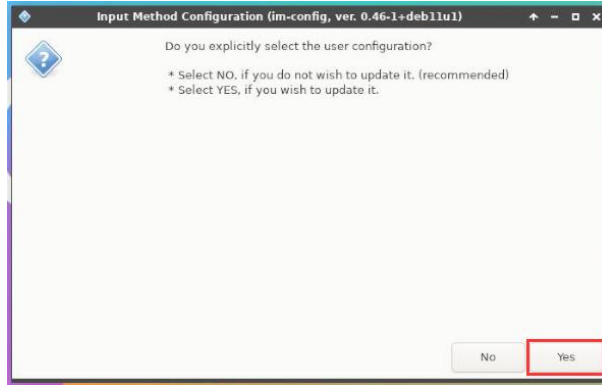 Input Method Configuration (im-config, ver. 0.46-1+deb11u1)
Do you explicitly select the user configuration?
* Select NO, if you do not wish to update it. (recommended)
* Select YES, if you wish to update it.
No
Yes